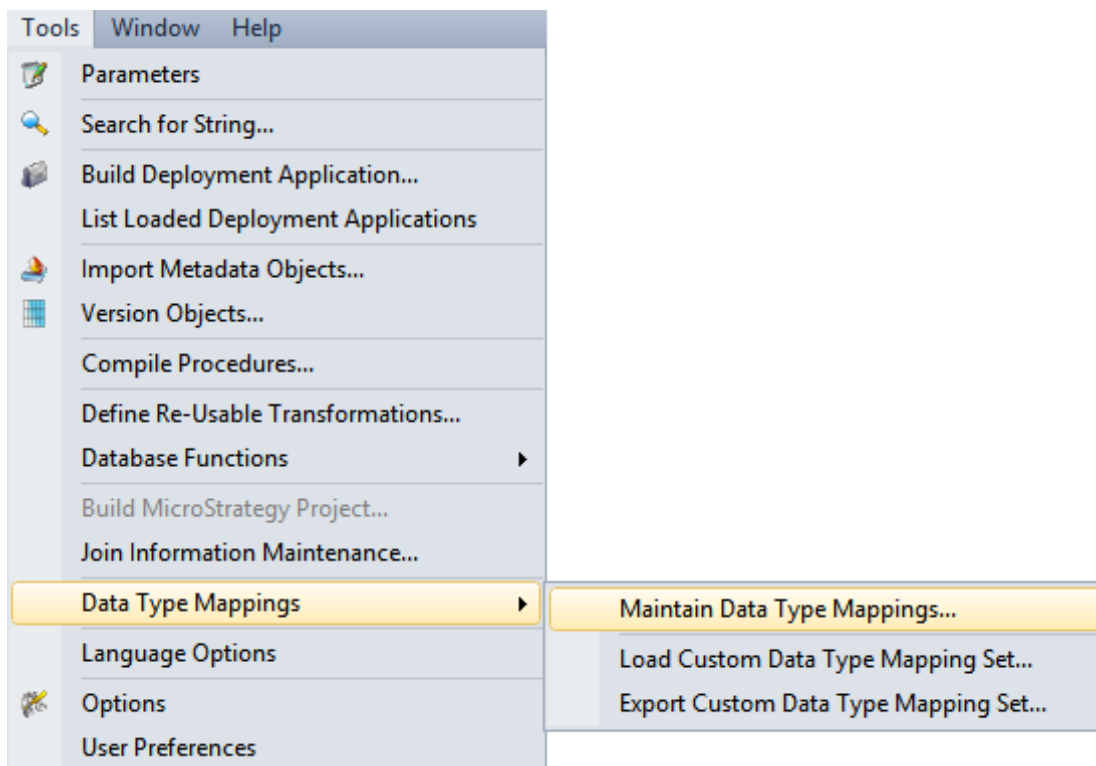 Tools Window Help
Parameters
Search for String...
Build Deployment Application...
List Loaded Deployment Applications
Import Metadata Objects...
Version Objects...
Compile Procedures...
Define Re-Usable Transformations...
Database Functions
Build MicroStrategy Project...
Join Information Maintenance...
Data Type Mappings
Maintain Data Type Mappings...
Language Options
Load Custom Data Type Mapping Set...
Options
Export Custom Data Type Mapping Set...
User Preferences